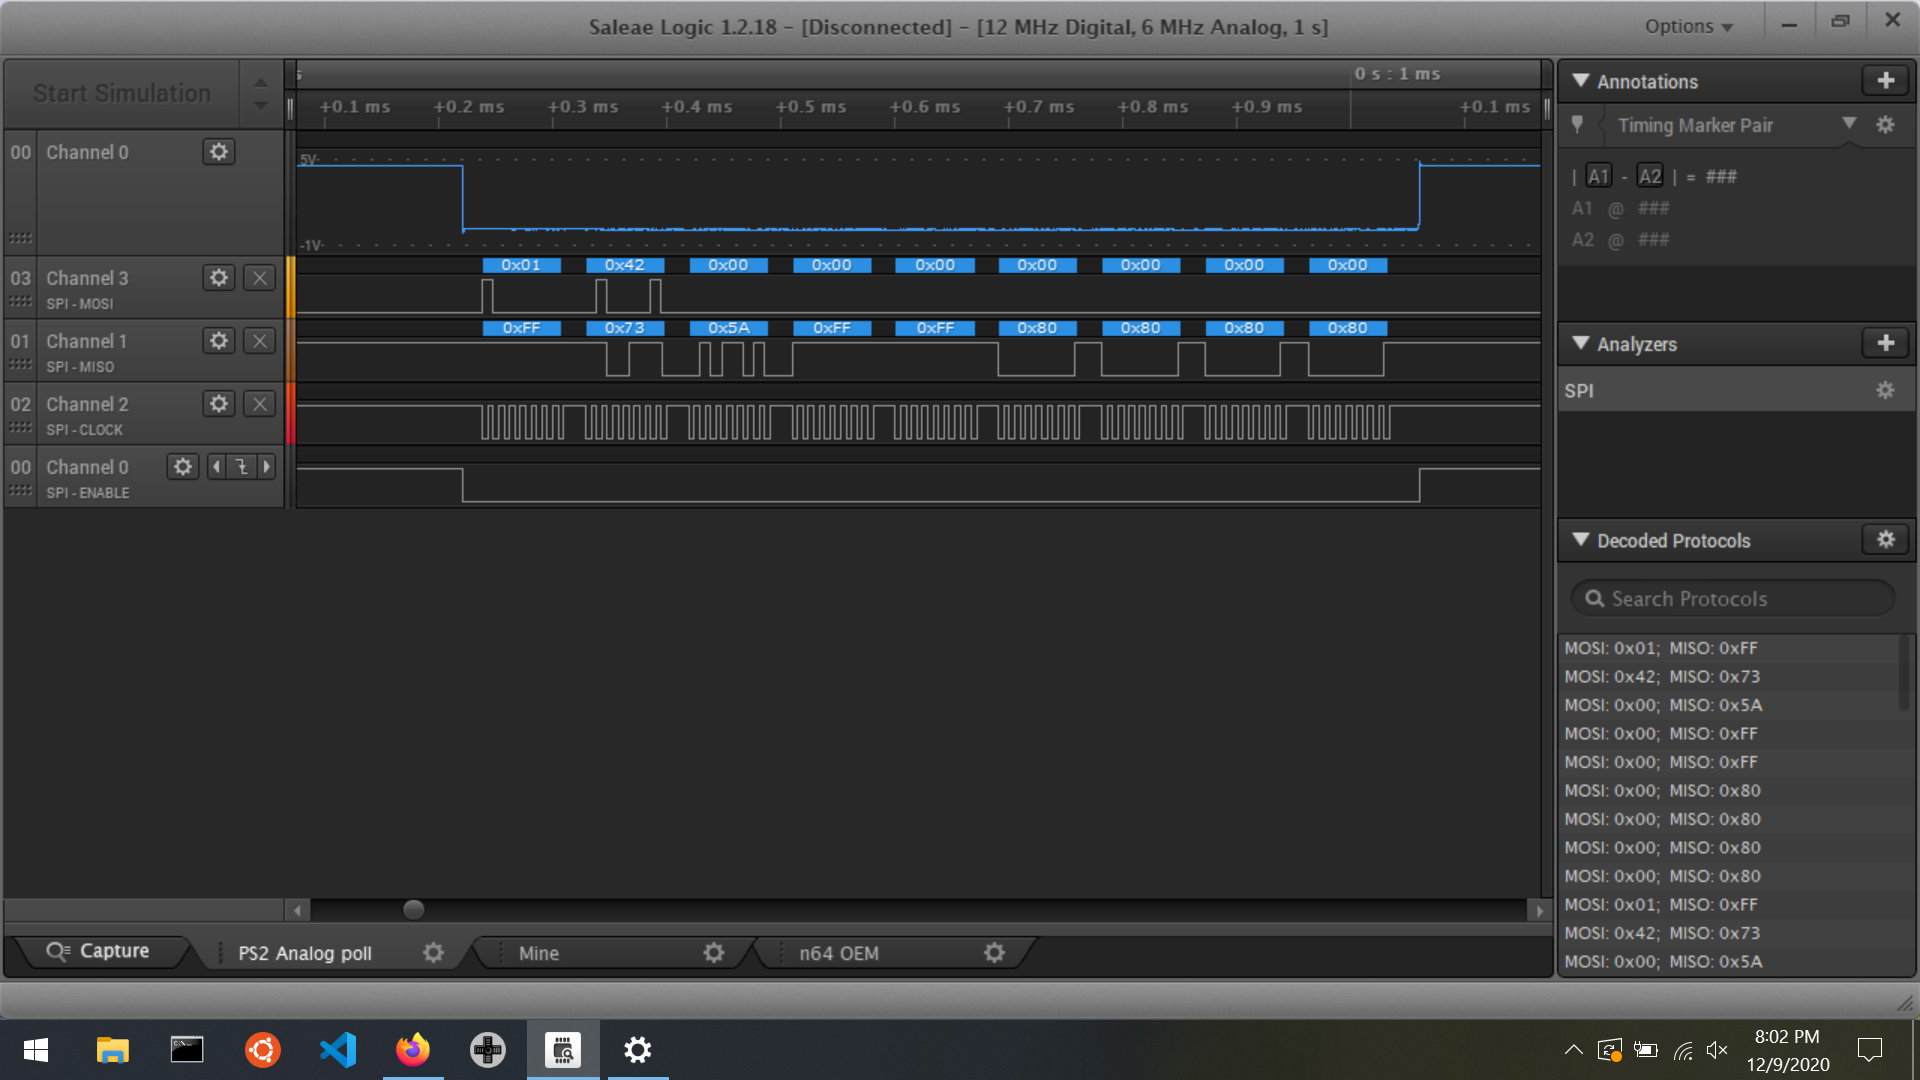 Saleae Logic 1.2.18 - [Disconnected] - [12 MHz Digital, 6 MHz Analog, 1 s]
Options
Start Simulation
s
0 s : 1 ms
+0.1 ms +0.2 ms +0.3 ms +0.4 ms +0.5 ms +0.6 ms +0.7 ms +0.8 ms +0.9 ms +0.1 ms
00 Channel 0
5V
-1V
03 Channel 3
SPI - MOSI
0x01 0x42 0x00 0x00 0x00 0x00 0x00 0x00 0x00
01 Channel 1
SPI - MISO
0xFF 0x73 0x5A 0xFF 0xFF 0x80 0x80 0x80 0x80
02 Channel 2
SPI - CLOCK
00 Channel 0
SPI - ENABLE
Capture
PS2 Analog poll
Mine
n64 OEM
Annotations
Timing Marker Pair
| A1 - A2 | = ###
A1 @ ###
A2 @ ###
Analyzers
SPI
Decoded Protocols
Search Protocols
MOSI: 0x01; MISO: 0xFF
MOSI: 0x42; MISO: 0x73
MOSI: 0x00; MISO: 0x5A
MOSI: 0x00; MISO: 0xFF
MOSI: 0x00; MISO: 0xFF
MOSI: 0x00; MISO: 0x80
MOSI: 0x00; MISO: 0x80
MOSI: 0x00; MISO: 0x80
MOSI: 0x00; MISO: 0x80
MOSI: 0x01; MISO: 0xFF
MOSI: 0x42; MISO: 0x73
MOSI: 0x00; MISO: 0x5A
8:02 PM
12/9/2020